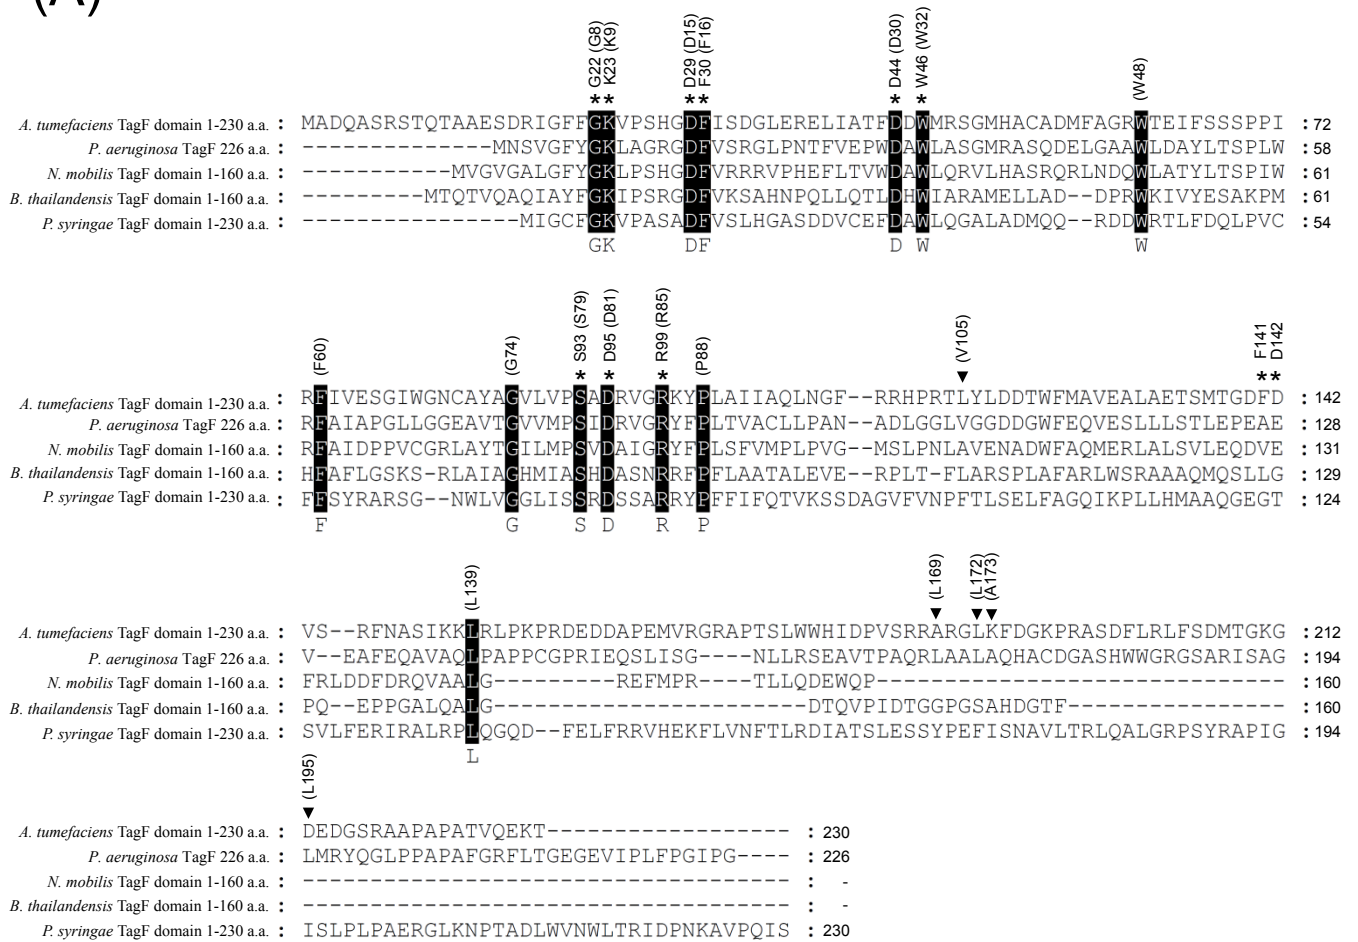 (A)
G22 (G8) K23 (K9) D29 (D15) F30 (F16) D44 (D30) W46 (W32) (W48)
** ** * *
A. tumefaciens TagF domain 1-230 a.a. : MADQASRSTQTAAESDRIGFFGKVPSHGDFISDGLERELIATFDDWMRSGMHACADMFAGRWTEIFSSSPPI : 72
P. aeruginosa TagF 226 a.a. : --------------MNSVGFYGKLAGRGDFVSRGLPNTFVEPWDAWLASGMRASQDELGAAWLDAYLTSPLW : 58
N. mobilis TagF domain 1-160 a.a. : -----------MVGVGALGFYGKLPSHGDFVRRRVPHEFLTVWDAWLQRVLHASRQRLNDQWLATYLTSPIW : 61
B. thailandensis TagF domain 1-160 a.a. : ---------MTQTVQAQIAYFGKIPSRGDFVKSAHNPQLLQTLDHWIARAMELLAD--DPRWKIVYESAKPM : 61
P. syringae TagF domain 1-230 a.a. : ----------------MIGCFGKVPASADFVSLHGASDDVCEFDAWLQGALADMQQ--RDDWRTLFDQLPVC : 54
GK DF D W W
(F60) (G74) S93 (S79) D95 (D81) R99 (R85) (P88) (V105) F141 D142
* * * ▼ **
A. tumefaciens TagF domain 1-230 a.a. : RFIVESGIWGNCAYAGVLVPSADRVGRKYPLAIIAQLNGF--RRHPRTLYLDDTWFMAVEALAETSMTGDFD : 142
P. aeruginosa TagF 226 a.a. : RFAIAPGLLGGEAVTGVVMPSIDRVGRYFPLTVACLLPAN--ADLGGLVGGDDGWFEQVESLLLSTLEPEAE : 128
N. mobilis TagF domain 1-160 a.a. : RFAIDPPVCGRLAYTGILMPSVDAIGRYFPLSFVMPLPVG--MSLPNLAVENADWFAQMERLALSVLEQDVE : 131
B. thailandensis TagF domain 1-160 a.a. : HFAFLGSKS-RLAIAGHMIASHDASNRRFPFLAATALEVE--RPLT-FLARSPLAFARLWSRAAAQMQSLLG : 129
P. syringae TagF domain 1-230 a.a. : FFSYRARSG--NWLVGGLISSRDSSARRYPFFIFQTVKSSDAGVFVNPFTLSELFAGQIKPLLHMAAQGEGT : 124
F G S D R P
(L139) (L169) (L172) (A173)
▼ ▼▼
A. tumefaciens TagF domain 1-230 a.a. : VS--RFNASIKKLRLPKPRDEDDAPEMVRGRAPTSLWWHIDPVSRRARGLKFDGKPRASDFLRLFSDMTGKG : 212
P. aeruginosa TagF 226 a.a. : V--EAFEQAVAQLPAPPCGPRIEQSLISG----NLLRSEAVTPAQRLAALAQHACDGASHWWGRGSARISAG : 194
N. mobilis TagF domain 1-160 a.a. : FRLDDFDRQVAALG---------REFMPR----TLLQDEWQP------------------------------ : 160
B. thailandensis TagF domain 1-160 a.a. : PQ--EPPGALQALG-----------------------DTQVPIDTGGPGSAHDGTF---------------- : 160
P. syringae TagF domain 1-230 a.a. : SVLFERIRALRPLQGQD--FELFRRVHEKFLVNFTLRDIATSLESSYPEFISNAVLTRLQALGRPSYRAPIG : 194
L
(L195)
▼
A. tumefaciens TagF domain 1-230 a.a. : DEDGSRAAPAPATVQEKT------------------ : 230
P. aeruginosa TagF 226 a.a. : LMRYQGLPPAPAFGRFLTGEGEVIPLFPGIPG---- : 226
N. mobilis TagF domain 1-160 a.a. : ------------------------------------ : -
B. thailandensis TagF domain 1-160 a.a. : ------------------------------------ : -
P. syringae TagF domain 1-230 a.a. : ISLPLPAERGLKNPTADLWVNWLTRIDPNKAVPQIS : 230